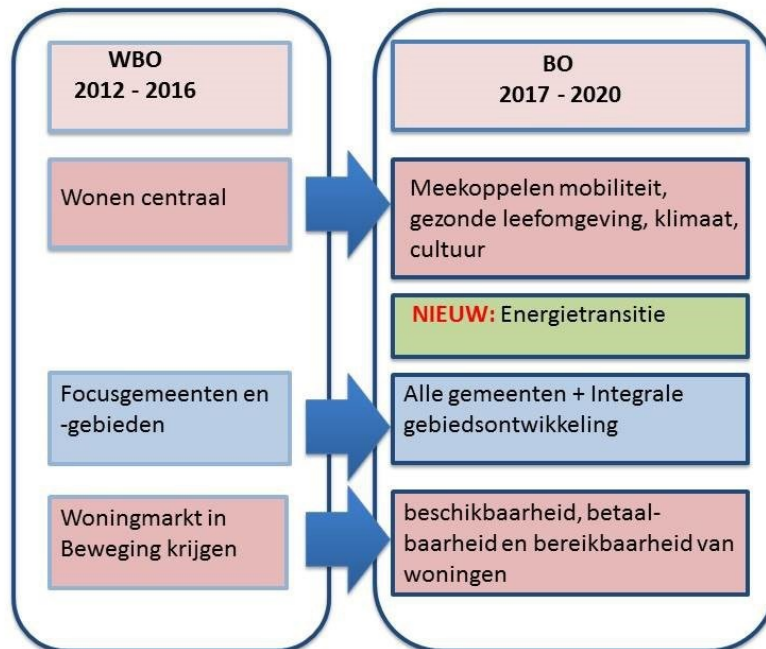 WBO
2012 - 2016
BO
2017 - 2020
Wonen centraal
Meekoppelen mobiliteit,
gezonde leefomgeving, klimaat,
cultuur
NIEUW: Energietransitie
Focusgemeenten en
-gebieden
Alle gemeenten + Integrale
gebiedsontwikkeling
Woningmarkt in
Beweging krijgen
beschikbaarheid, betaal-
baarheid en bereikbaarheid van
woningen